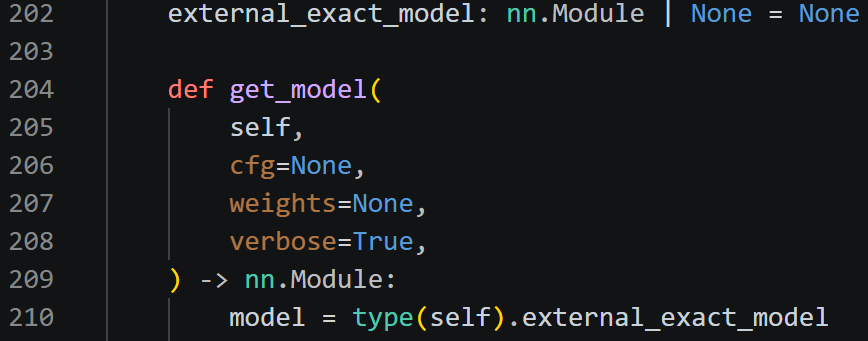 202 external_exact_model: nn.Module | None = None
203
204 def get_model(
205 self,
206 cfg=None,
207 weights=None,
208 verbose=True,
209 ) -> nn.Module:
210 model = type(self).external_exact_model